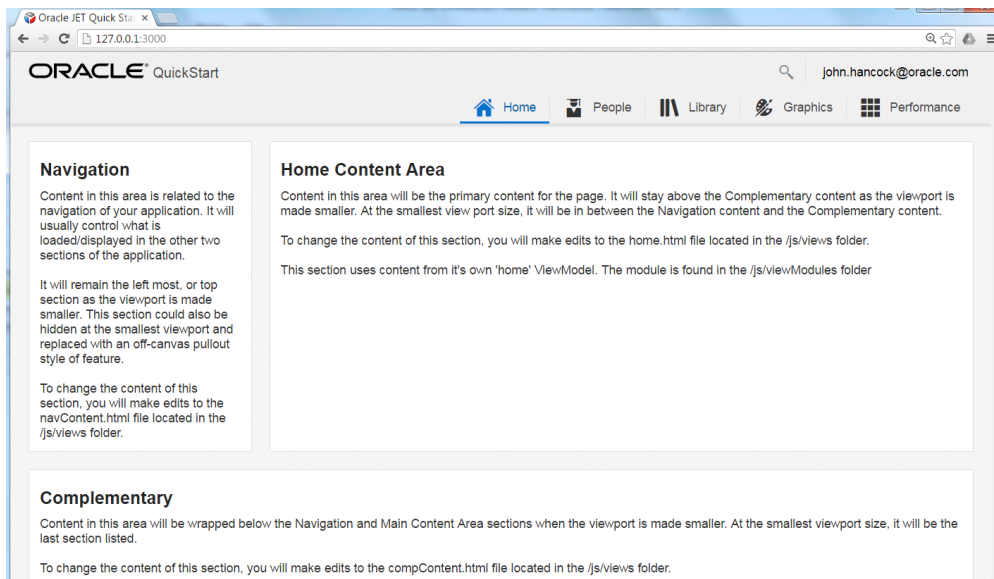 Oracle JET Quick Sta
127.0.0.1:3000
ORACLE® QuickStart
john.hancock@oracle.com
Home People Library Graphics Performance
Navigation
Content in this area is related to the
navigation of your application. It will
usually control what is
loaded/displayed in the other two
sections of the application.
It will remain the left most, or top
section as the viewport is made
smaller. This section could also be
hidden at the smallest viewport and
replaced with an off-canvas pullout
style of feature.
To change the content of this
section, you will make edits to the
navContent.html file located in the
/js/views folder.
Home Content Area
Content in this area will be the primary content for the page. It will stay above the Complementary content as the viewport is
made smaller. At the smallest view port size, it will be in between the Navigation content and the Complementary content.
To change the content of this section, you will make edits to the home.html file located in the /js/views folder.
This section uses content from it's own 'home' ViewModel. The module is found in the /js/viewModules folder
Complementary
Content in this area will be wrapped below the Navigation and Main Content Area sections when the viewport is made smaller. At the smallest viewport size, it will be the
last section listed.
To change the content of this section, you will make edits to the compContent.html file located in the /js/views folder.